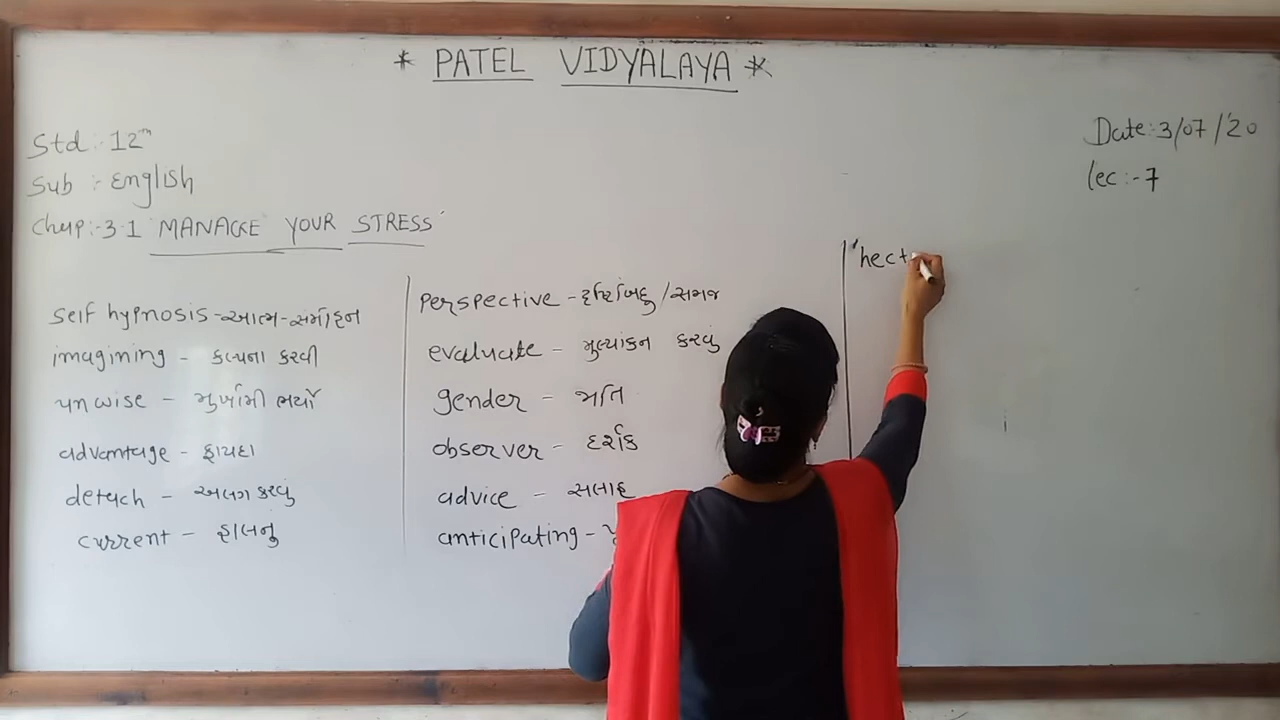 * PATEL VIDYALAYA *
Std :- 12th
Date :- 3/07/'20
Sub :- English
lec :- 7
Chap :- 3.1 'MANAGE YOUR STRESS'
self hypnosis - આત્મ-સમોહન
imagining - કલ્પના કરવી
unwise - મુર્ખામી ભર્યો
advantage - ફાયદા
detach - અલગ કરવું
current - હાલનું
perspective - દ્રષ્ટિબિંદુ/સમજ
evaluate - મુલ્યાંકન કરવું
gender - જાતિ
observer - દર્શક
advice - સલાહ
anticipating -
'hect